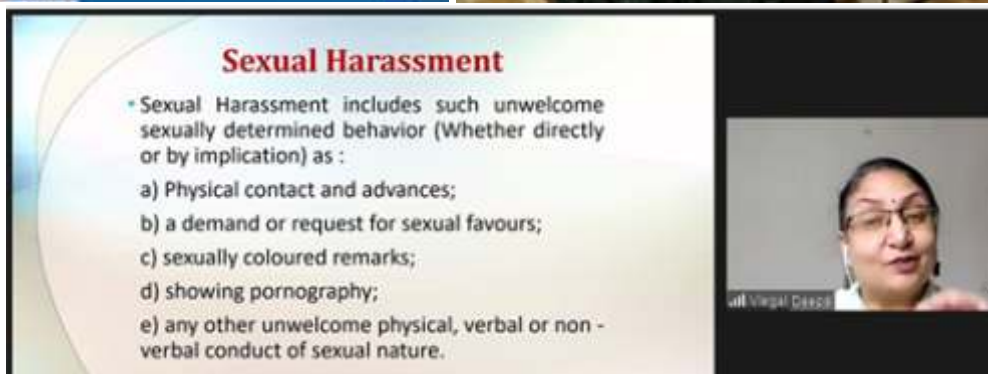 Sexual Harassment
• Sexual Harassment includes such unwelcome
sexually determined behavior (Whether directly
or by implication) as :
a) Physical contact and advances;
b) a demand or request for sexual favours;
c) sexually coloured remarks;
d) showing pornography;
e) any other unwelcome physical, verbal or non -
verbal conduct of sexual nature.